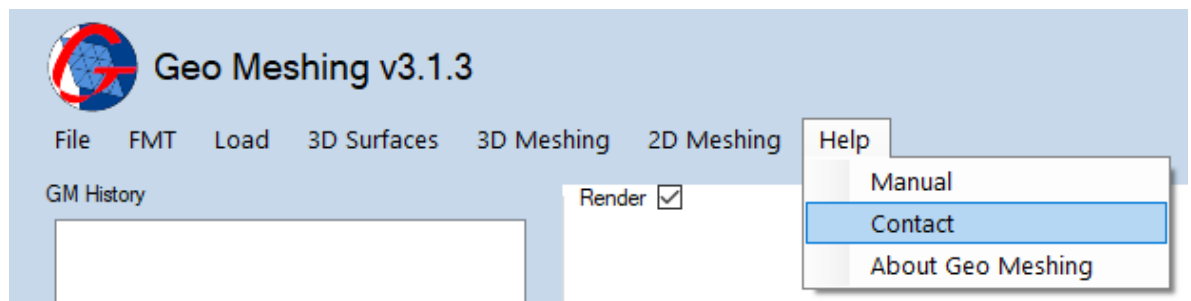 Geo Meshing v3.1.3
File FMT Load 3D Surfaces 3D Meshing 2D Meshing Help
GM History
Render
Manual
Contact
About Geo Meshing